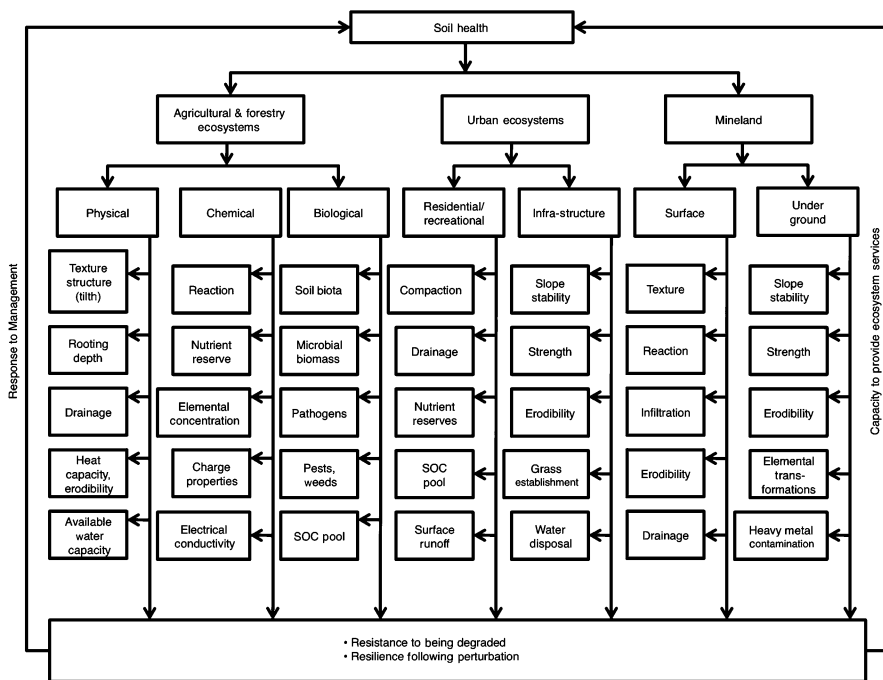 Soil health
Agricultural & forestry
ecosystems
Urban ecosystems
Mineland
Physical
Chemical
Biological
Residential/
recreational
Infra-structure
Surface
Under
ground
Texture
structure
(tilth)
Reaction
Soil biota
Compaction
Slope
stability
Texture
Slope
stability
Rooting
depth
Nutrient
reserve
Microbial
biomass
Drainage
Strength
Reaction
Strength
Drainage
Elemental
concentration
Pathogens
Nutrient
reserves
Erodibility
Infiltration
Erodibility
Heat
capacity,
erodibility
Charge
properties
Pests,
weeds
SOC
pool
Grass
establishment
Erodibility
Elemental
trans-
formations
Available
water
capacity
Electrical
conductivity
SOC pool
Surface
runoff
Water
disposal
Drainage
Heavy metal
contamination
• Resistance to being degraded
• Resilience following perturbation
Response to Management
Capacity to provide ecosystem services